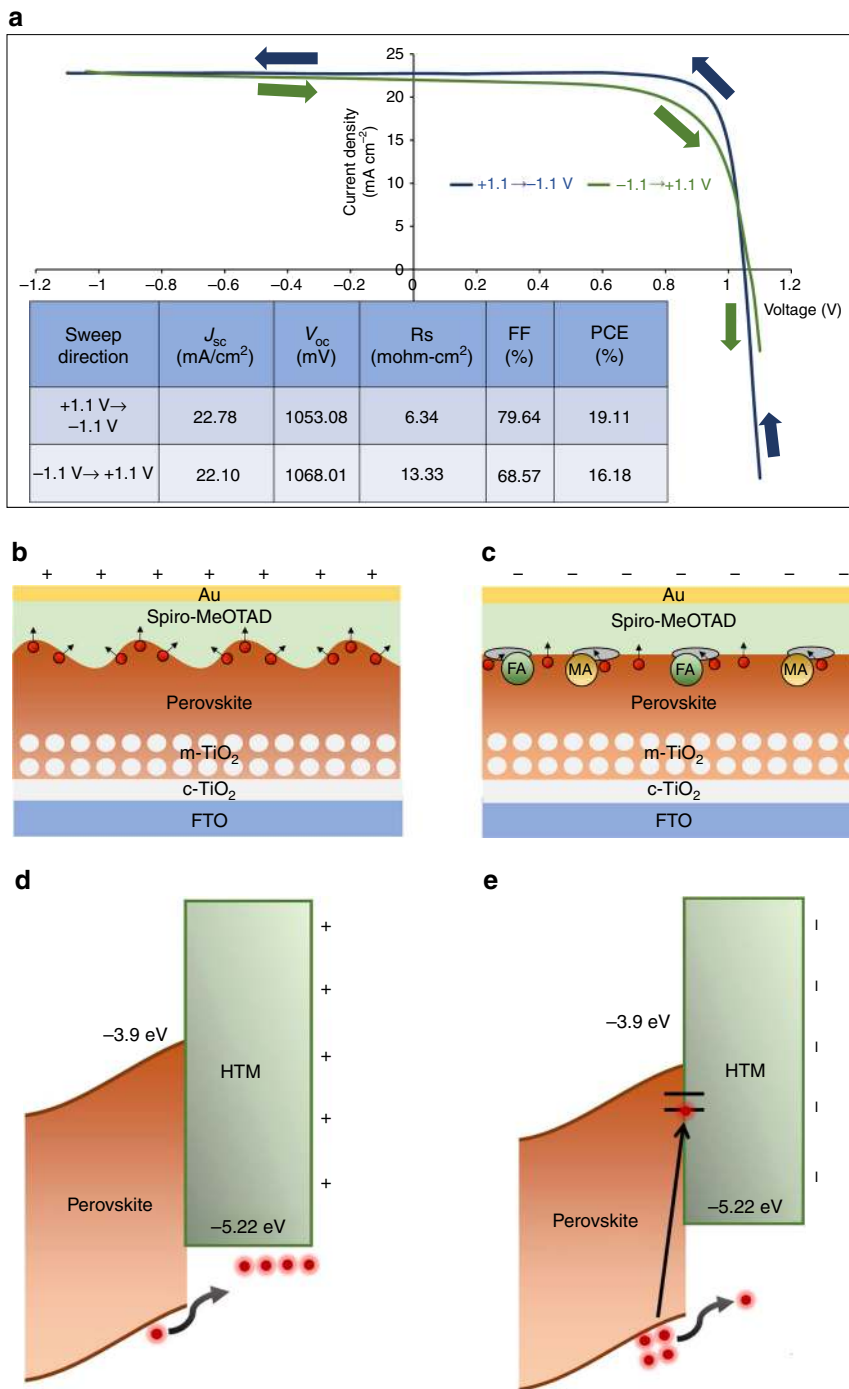 a
25
20
15
10
5
0
Current density
(mA cm⁻²)
+1.1→−1.1 V
−1.1→+1.1 V
−1.2
−1
−0.8
−0.6
−0.4
−0.2
0
0.2
0.4
0.6
0.8
1
1.2
Voltage (V)
Sweep direction
Jsc (mA/cm²)
Voc (mV)
Rs (mohm-cm²)
FF (%)
PCE (%)
+1.1 V→ −1.1 V
22.78
1053.08
6.34
79.64
19.11
−1.1 V→ +1.1 V
22.10
1068.01
13.33
68.57
16.18
b
+ + + + + + +
Au
Spiro-MeOTAD
Perovskite
m-TiO₂
c-TiO₂
FTO
c
− − − − − − −
Au
Spiro-MeOTAD
FA
MA
FA
MA
Perovskite
m-TiO₂
c-TiO₂
FTO
d
−3.9 eV
HTM
Perovskite
−5.22 eV
+
+
+
+
+
e
−3.9 eV
HTM
Perovskite
−5.22 eV
I
I
I
I
I